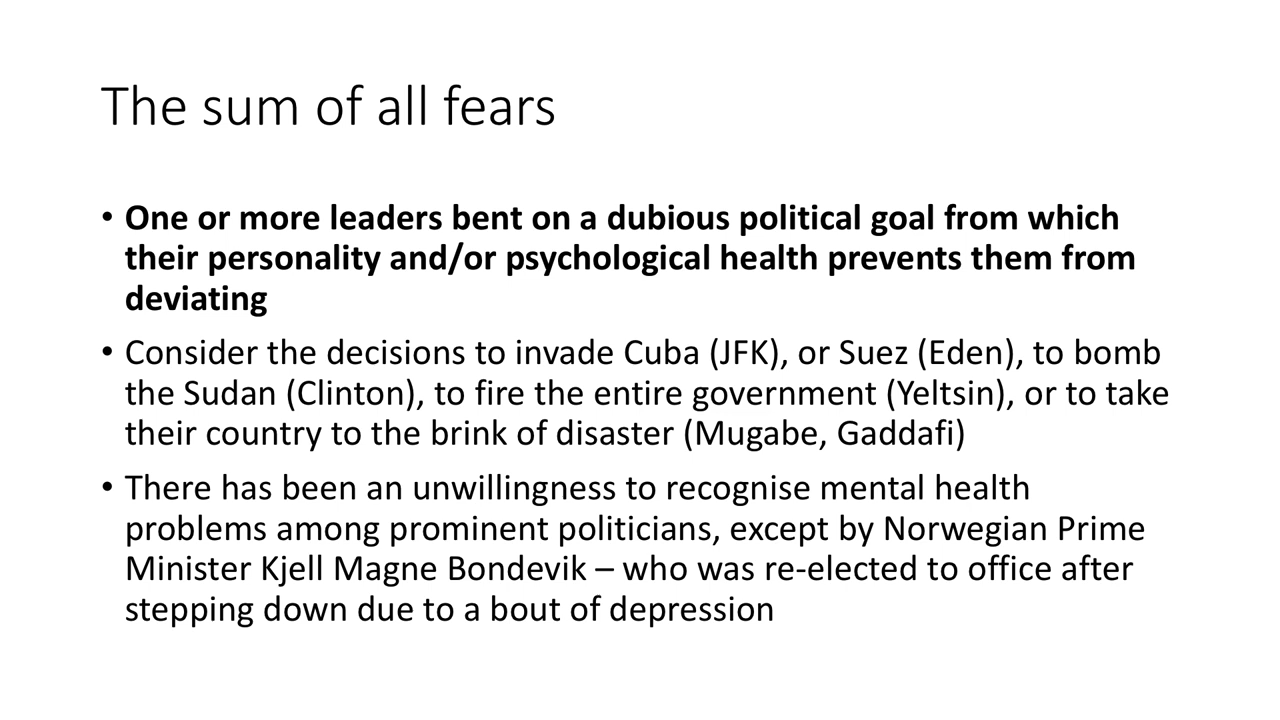 The sum of all fears
• One or more leaders bent on a dubious political goal from which
their personality and/or psychological health prevents them from
deviating
• Consider the decisions to invade Cuba (JFK), or Suez (Eden), to bomb
the Sudan (Clinton), to fire the entire government (Yeltsin), or to take
their country to the brink of disaster (Mugabe, Gaddafi)
• There has been an unwillingness to recognise mental health
problems among prominent politicians, except by Norwegian Prime
Minister Kjell Magne Bondevik – who was re-elected to office after
stepping down due to a bout of depression